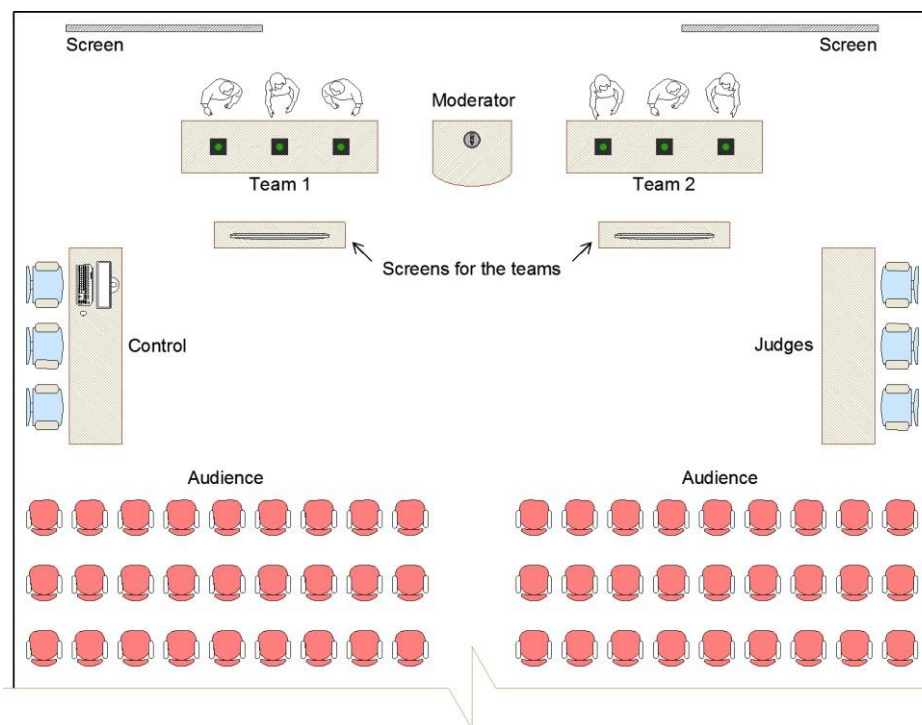 Screen
Screen
Moderator
Team 1
Team 2
Screens for the teams
Control
Judges
Audience
Audience